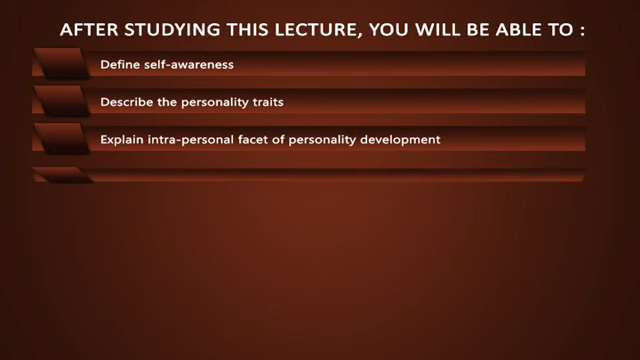 AFTER STUDYING THIS LECTURE, YOU WILL BE ABLE TO :
Define self-awareness
Describe the personality traits
Explain intra-personal facet of personality development